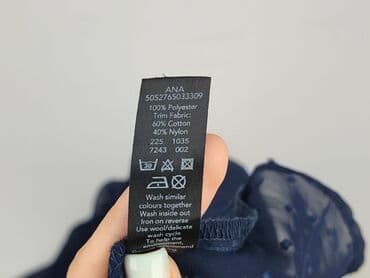 ANA
5052765033309
100% Polyester
Trim Fabric:
60% Cotton
40% Nylon
225 1035
7243 002
Wash similar
colours together
Wash inside out
Iron on reverse
Use wool/delicate
wash cycle
To help the
environment,